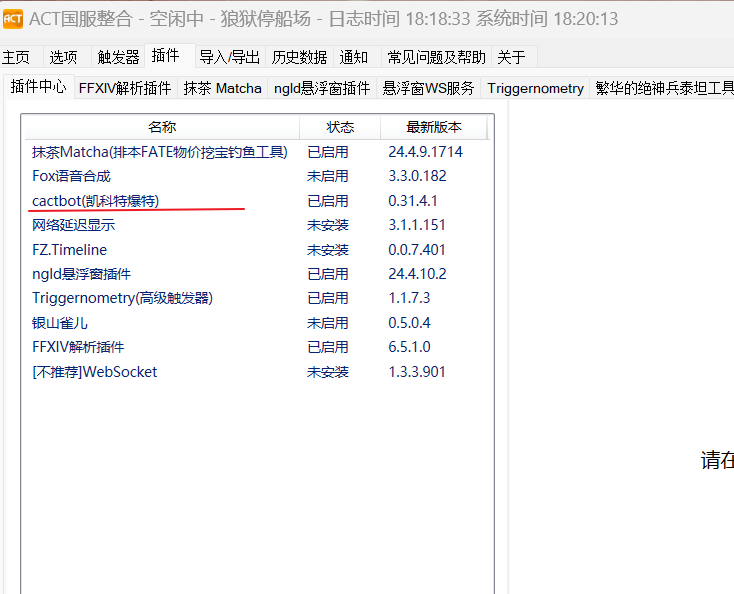 ACT ACT国服整合 - 空闲中 - 狼狱停船场 - 日志时间 18:18:33 系统时间 18:20:13
主页 选项 触发器 插件 导入/导出 历史数据 通知 常见问题及帮助 关于
插件中心 FFXIV解析插件 抹茶 Matcha ngld悬浮窗插件 悬浮窗WS服务 Triggernometry 繁华的绝神兵泰坦工具
名称 状态 最新版本
抹茶Matcha(排本FATE物价挖宝钓鱼工具) 已启用 24.4.9.1714
Fox语音合成 未启用 3.3.0.182
cactbot(凯科特爆特) 已启用 0.31.4.1
网络延迟显示 未安装 3.1.1.151
FZ.Timeline 未安装 0.0.7.401
ngld悬浮窗插件 已启用 24.4.10.2
Triggernometry(高级触发器) 已启用 1.1.7.3
银山雀儿 未启用 0.5.0.4
FFXIV解析插件 已启用 6.5.1.0
[不推荐]WebSocket 未安装 1.3.3.901
请在